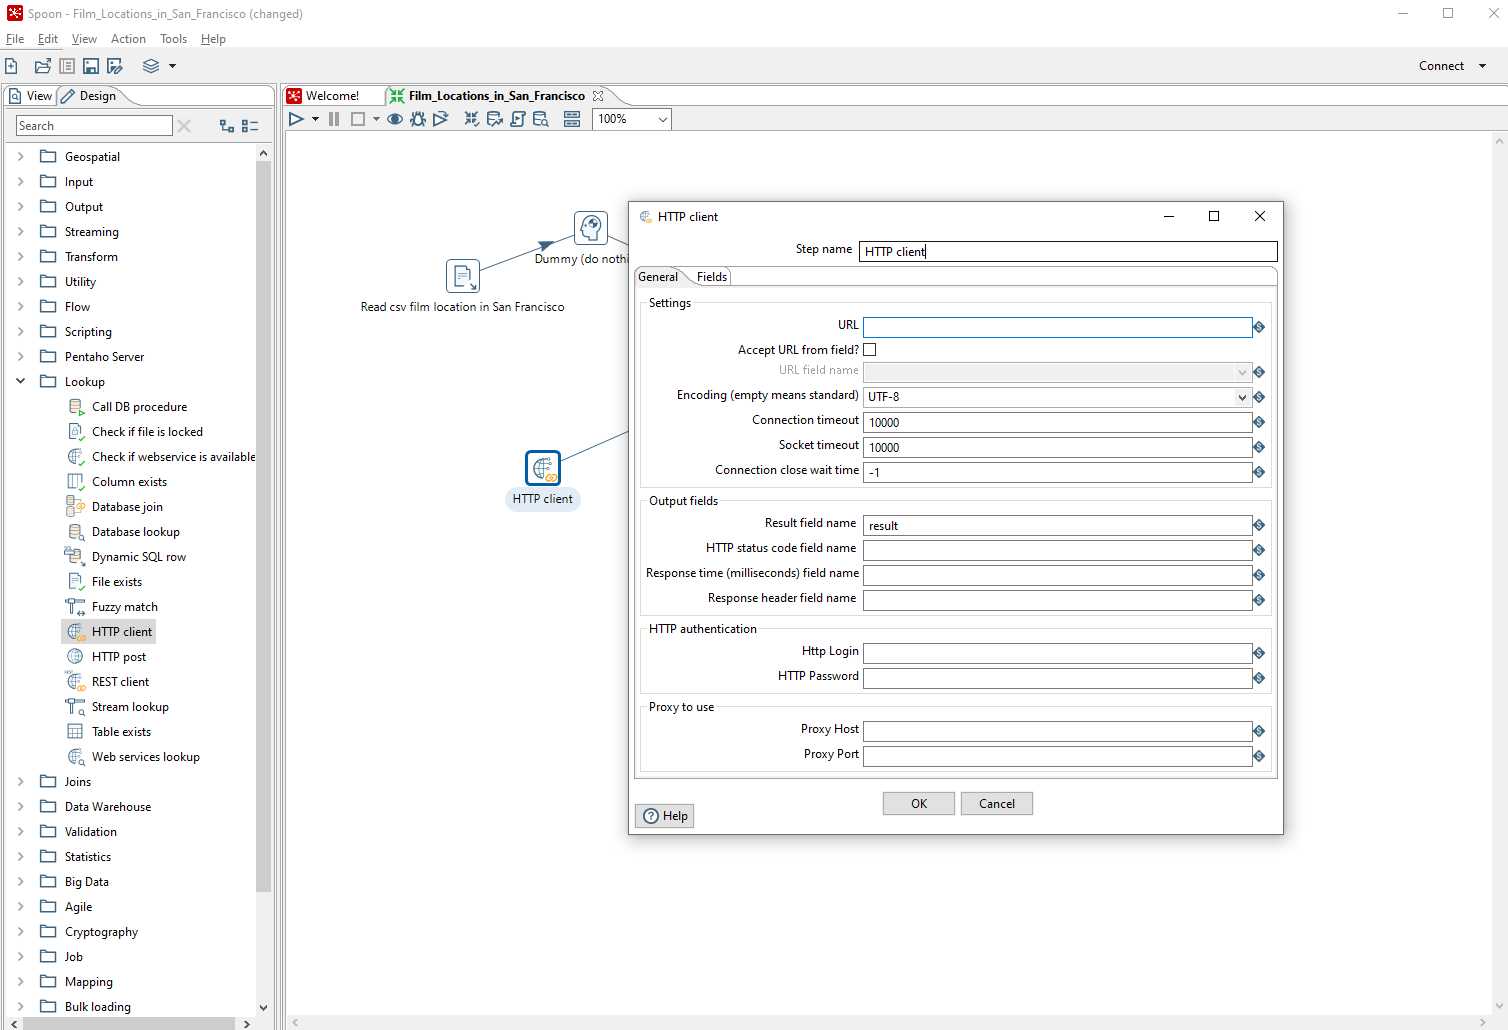 Spoon - Film_Locations_in_San_Francisco (changed)
File Edit View Action Tools Help
Connect
View Design
Welcome! Film_Locations_in_San_Francisco
Search
100%
Geospatial
Input
Output
Streaming
Transform
Utility
Flow
Scripting
Pentaho Server
Lookup
Call DB procedure
Check if file is locked
Check if webservice is available
Column exists
Database join
Database lookup
Dynamic SQL row
File exists
Fuzzy match
HTTP client
HTTP post
REST client
Stream lookup
Table exists
Web services lookup
Joins
Data Warehouse
Validation
Statistics
Big Data
Agile
Cryptography
Job
Mapping
Bulk loading
Dummy (do nothi
Read csv film location in San Francisco
HTTP client
HTTP client
Step name HTTP client
General Fields
Settings
URL
Accept URL from field?
URL field name
Encoding (empty means standard) UTF-8
Connection timeout 10000
Socket timeout 10000
Connection close wait time -1
Output fields
Result field name result
HTTP status code field name
Response time (milliseconds) field name
Response header field name
HTTP authentication
Http Login
HTTP Password
Proxy to use
Proxy Host
Proxy Port
OK Cancel
Help